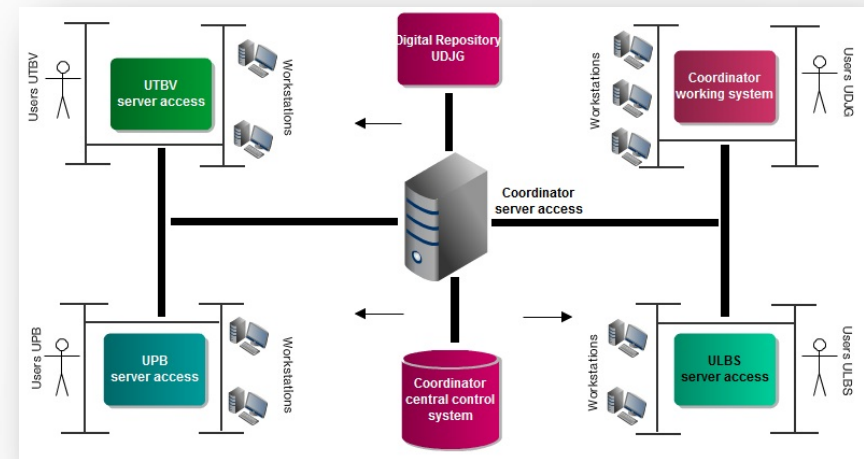 Users UTBV
UTBV
server access
Workstations
Digital Repository
UDJG
Workstations
Coordinator
working system
Users UDJG
Coordinator
server access
Users UPB
UPB
server access
Workstations
Coordinator
central control
system
Workstations
ULBS
server access
Users ULBS